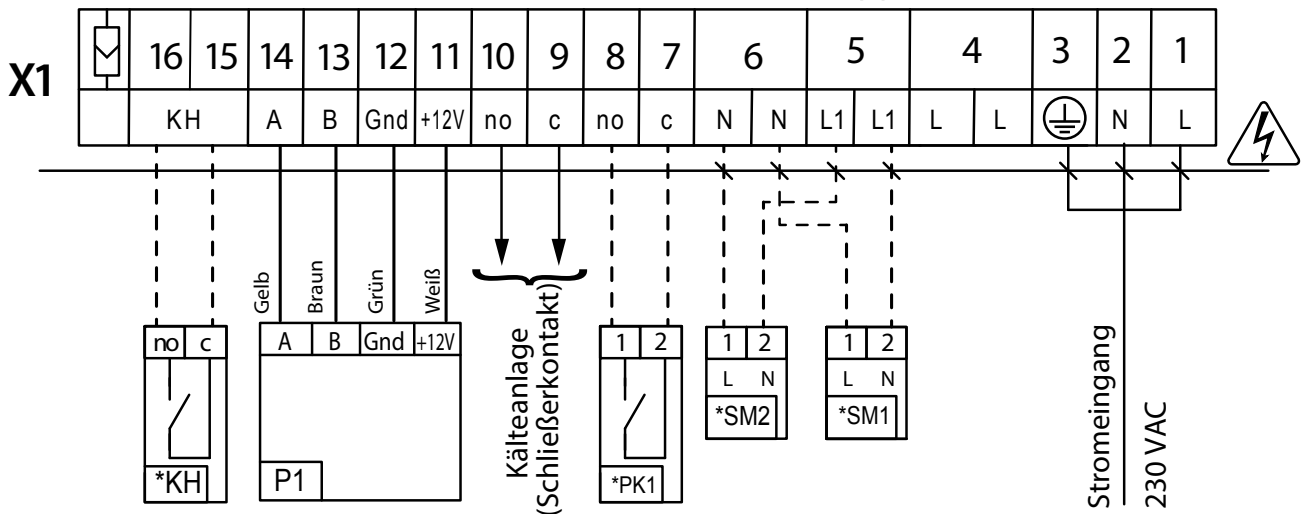 X1
16 15 14 13 12 11 10 9 8 7 6 5 4 3 2 1
KH A B Gnd +12V no c no c N N L1 L1 L L N L
Gelb
Braun
Grün
Weiß
Kälteanlage
(Schließerkontakt)
Stromeingang
230 VAC
no c
*KH
A B Gnd +12V
P1
1 2
*PK1
1 2
L N
*SM2
1 2
L N
*SM1